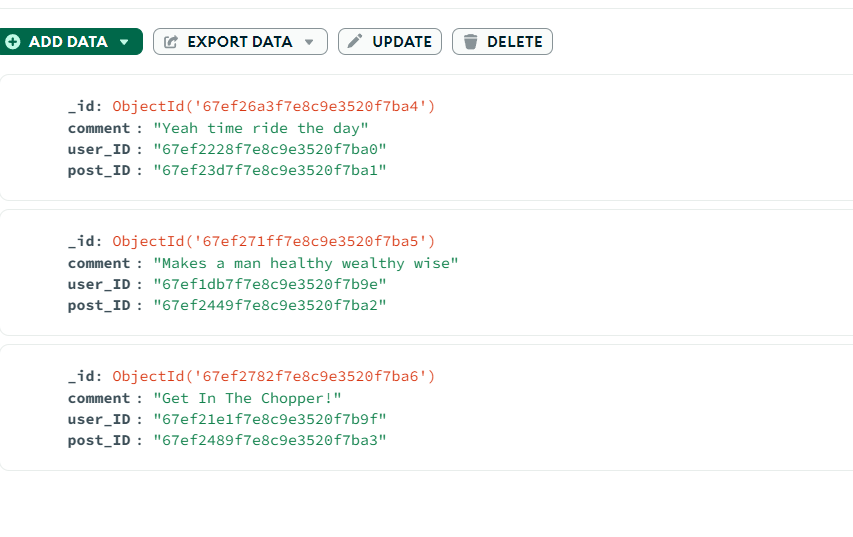 ADD DATA EXPORT DATA UPDATE DELETE
_id: ObjectId('67ef26a3f7e8c9e3520f7ba4')
comment : "Yeah time ride the day"
user_ID : "67ef2228f7e8c9e3520f7ba0"
post_ID : "67ef23d7f7e8c9e3520f7ba1"
_id: ObjectId('67ef271ff7e8c9e3520f7ba5')
comment : "Makes a man healthy wealthy wise"
user_ID : "67ef1db7f7e8c9e3520f7b9e"
post_ID : "67ef2449f7e8c9e3520f7ba2"
_id: ObjectId('67ef2782f7e8c9e3520f7ba6')
comment : "Get In The Chopper!"
user_ID : "67ef21e1f7e8c9e3520f7b9f"
post_ID : "67ef2489f7e8c9e3520f7ba3"